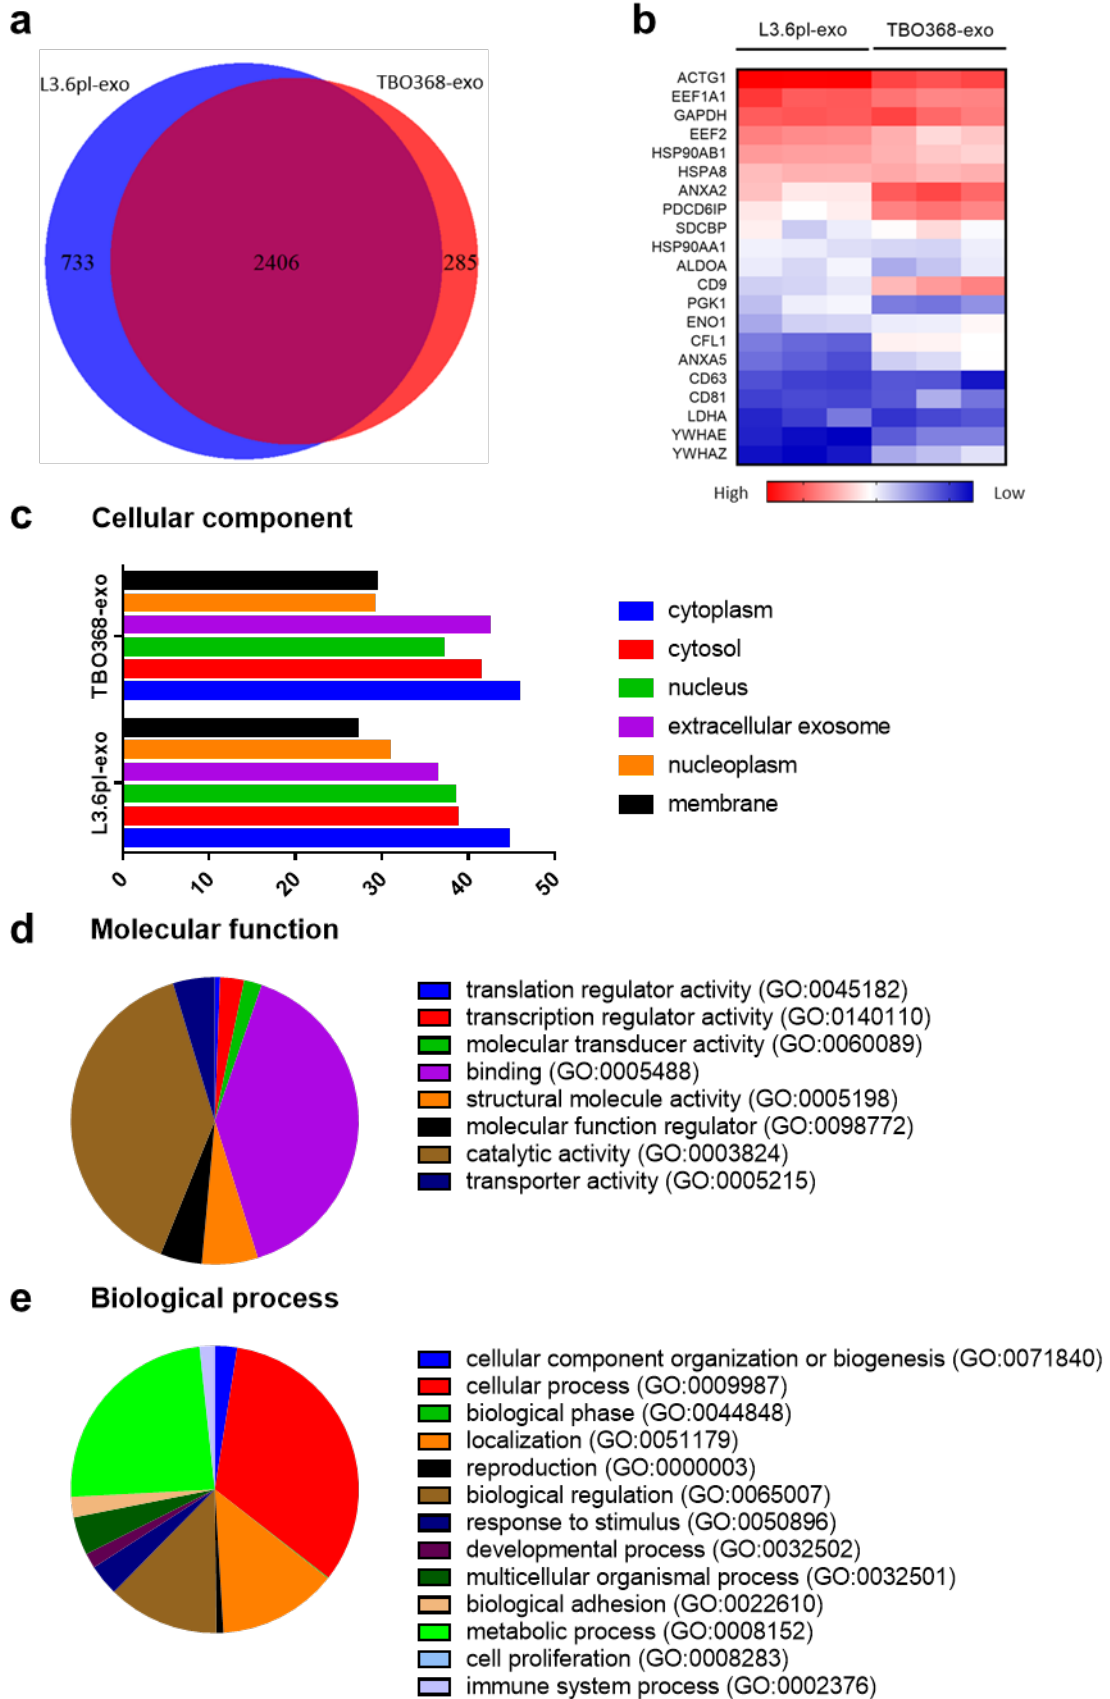 a
L3.6pl-exo
TBO368-exo
733
2406
285
b
L3.6pl-exo TBO368-exo
ACTG1
EEF1A1
GAPDH
EEF2
HSP90AB1
HSPA8
ANXA2
PDCD6IP
SDCBP
HSP90AA1
ALDOA
CD9
PGK1
ENO1
CFL1
ANXA5
CD63
CD81
LDHA
YWHAE
YWHAZ
High Low
c Cellular component
TBO368-exo
L3.6pl-exo
0 10 20 30 40 50
cytoplasm
cytosol
nucleus
extracellular exosome
nucleoplasm
membrane
d Molecular function
translation regulator activity (GO:0045182)
transcription regulator activity (GO:0140110)
molecular transducer activity (GO:0060089)
binding (GO:0005488)
structural molecule activity (GO:0005198)
molecular function regulator (GO:0098772)
catalytic activity (GO:0003824)
transporter activity (GO:0005215)
e Biological process
cellular component organization or biogenesis (GO:0071840)
cellular process (GO:0009987)
biological phase (GO:0044848)
localization (GO:0051179)
reproduction (GO:0000003)
biological regulation (GO:0065007)
response to stimulus (GO:0050896)
developmental process (GO:0032502)
multicellular organismal process (GO:0032501)
biological adhesion (GO:0022610)
metabolic process (GO:0008152)
cell proliferation (GO:0008283)
immune system process (GO:0002376)